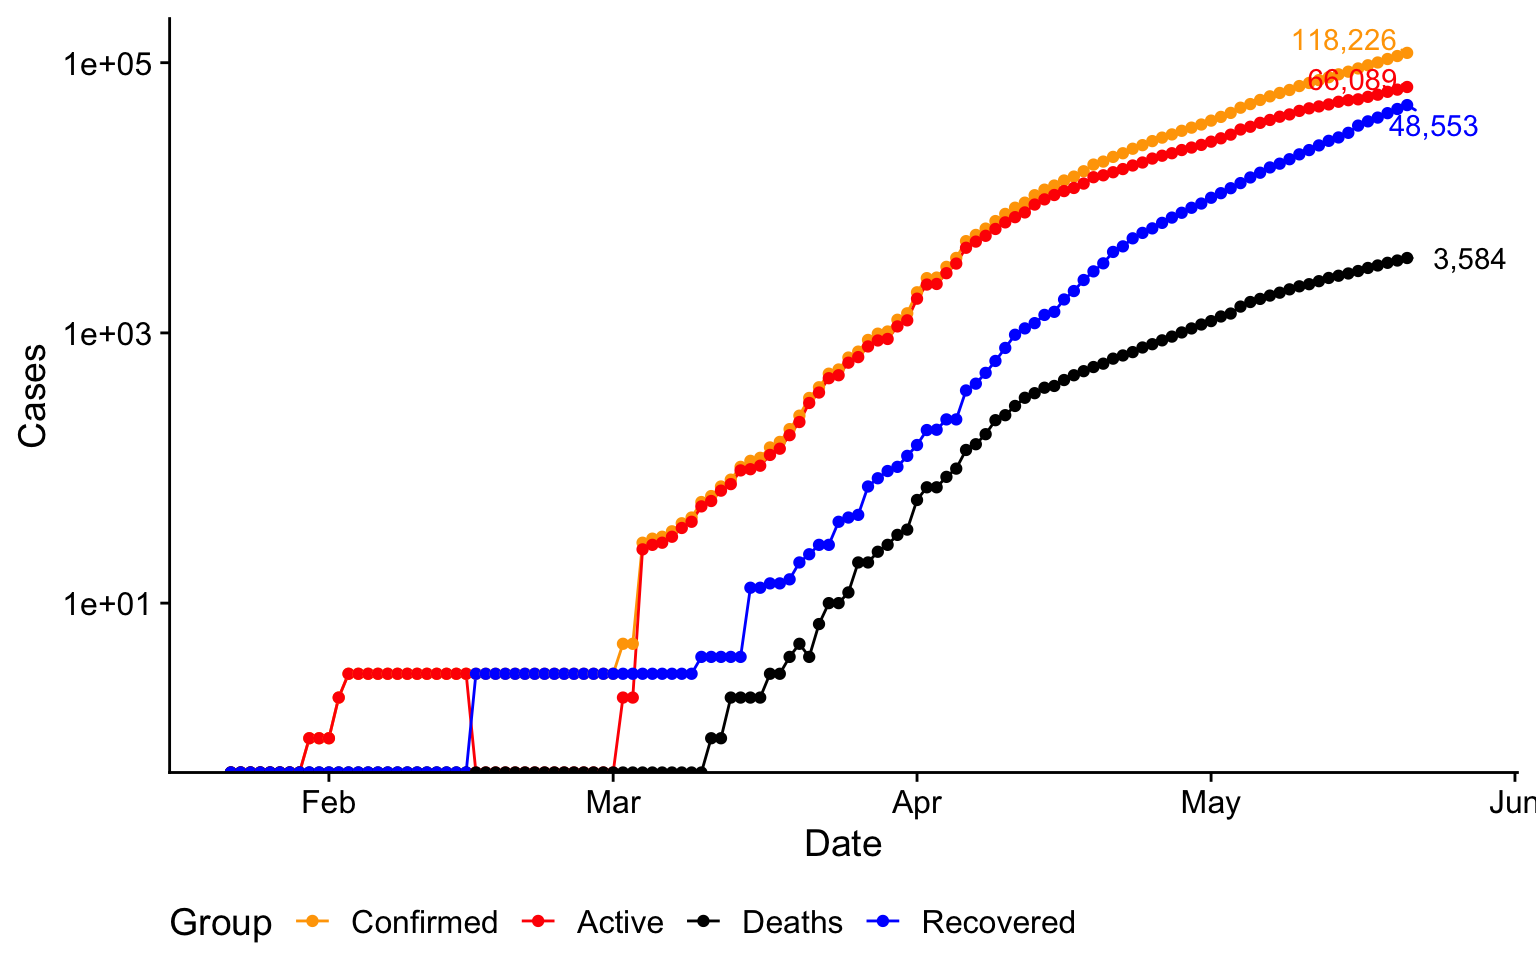 118,226
1e+05
66,089
48,553
3,584
1e+03
Cases
1e+01
Feb Mar Apr May Jun
Date
Group Confirmed Active Deaths Recovered